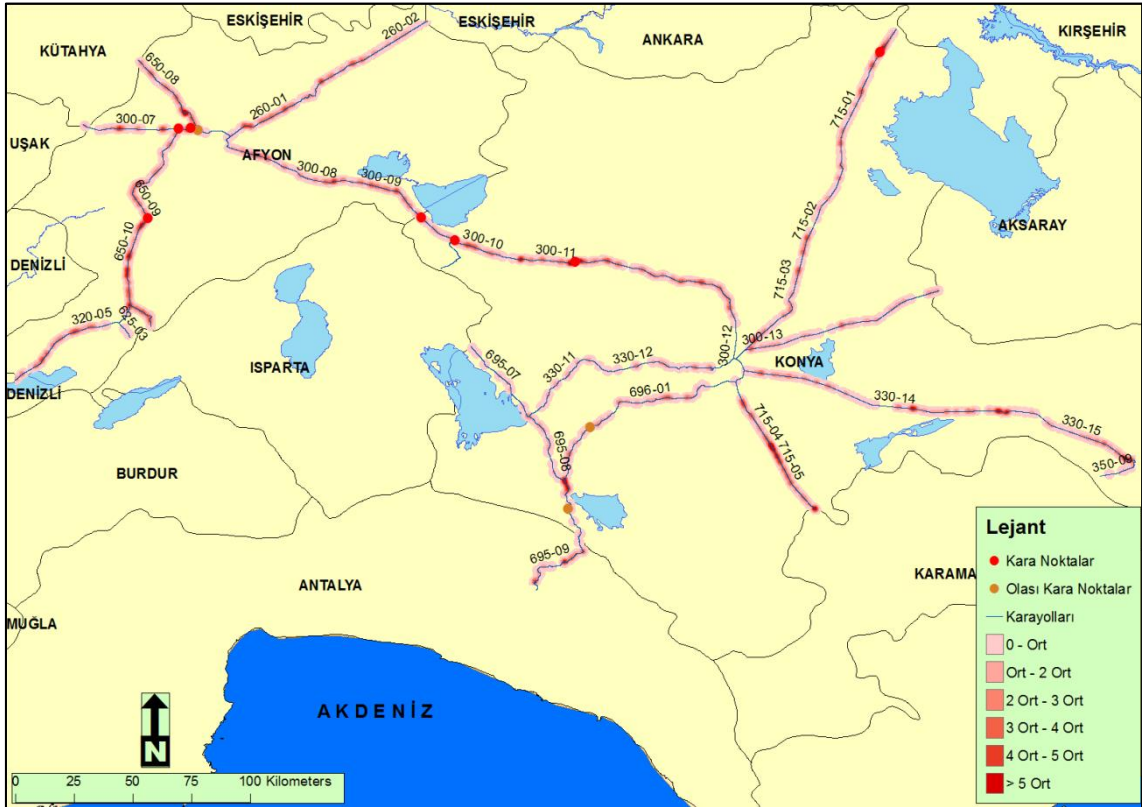 ESKİŞEHİR
ESKİŞEHİR
ANKARA
KIRŞEHİR
KÜTAHYA
260-02
650-08
260-01
715-01
300-07
UŞAK
AFYON
300-08
300-09
650-09
650-10
300-10
300-11
715-02
AKSARAY
DENİZLİ
715-03
320-05
625-03
300-12
300-13
ISPARTA
695-07
330-11
330-12
KONYA
DENİZLİ
696-01
330-14
330-15
350-09
695-08
715-04
715-05
BURDUR
695-09
ANTALYA
KARAMA
MUĞLA
AKDENİZ
N
0 25 50 75 100 Kilometers
Lejant
Kara Noktalar
Olası Kara Noktalar
Karayolları
0 - Ort
Ort - 2 Ort
2 Ort - 3 Ort
3 Ort - 4 Ort
4 Ort - 5 Ort
> 5 Ort